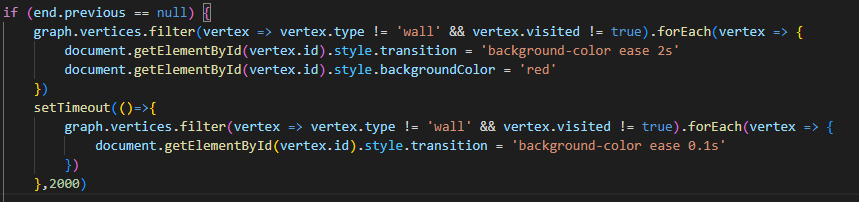 if (end.previous == null) {
graph.vertices.filter(vertex => vertex.type != 'wall' && vertex.visited != true).forEach(vertex => {
document.getElementById(vertex.id).style.transition = 'background-color ease 2s'
document.getElementById(vertex.id).style.backgroundColor = 'red'
})
setTimeout(()=>{
graph.vertices.filter(vertex => vertex.type != 'wall' && vertex.visited != true).forEach(vertex => {
document.getElementById(vertex.id).style.transition = 'background-color ease 0.1s'
})
},2000)